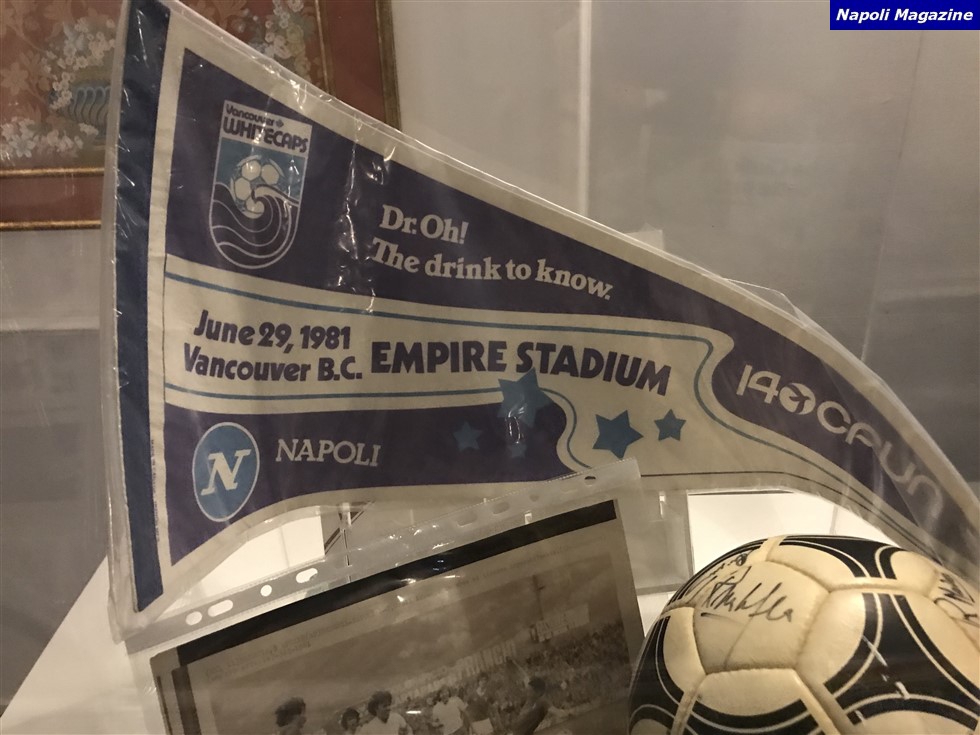 Napoli Magazine
Vancouver
WHITECAPS
Dr. Oh!
The drink to know.
June 29, 1981
Vancouver B.C. EMPIRE STADIUM
14 CFUN
N NAPOLI